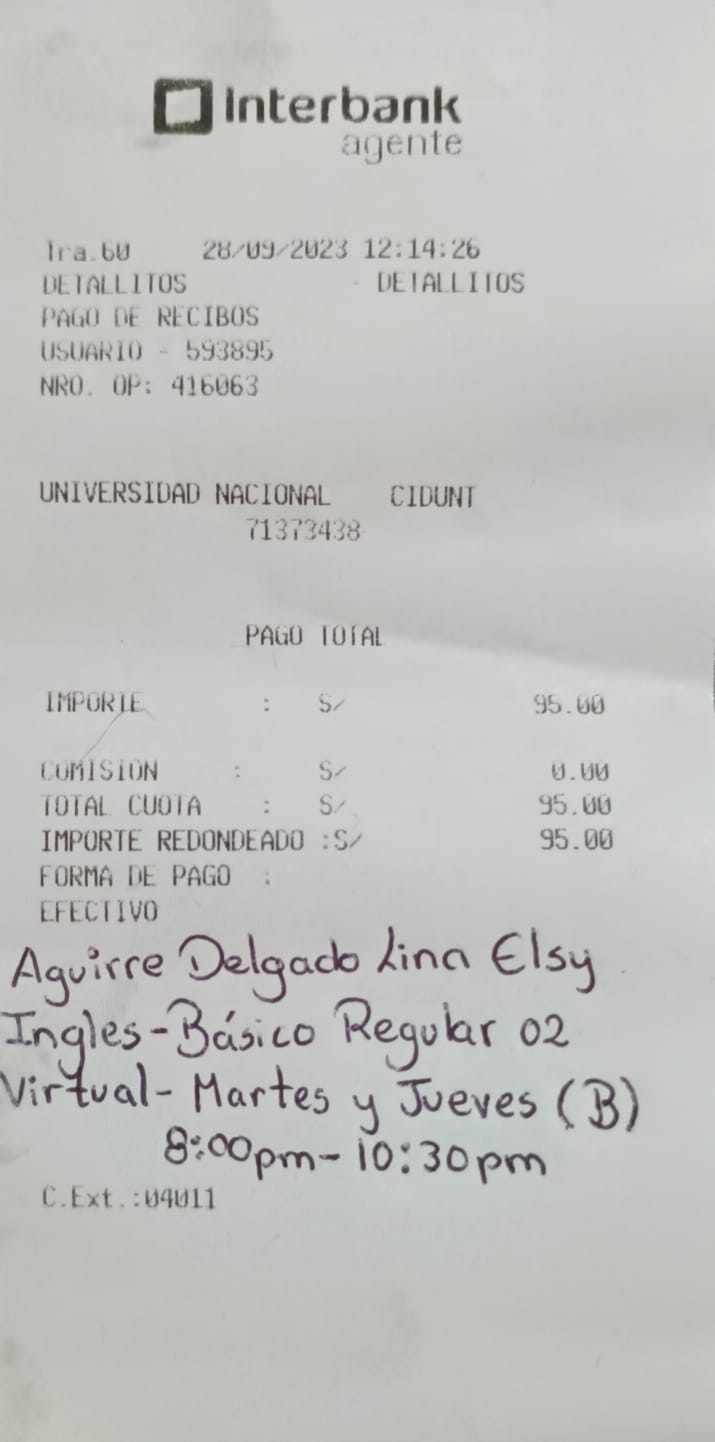 Interbank
agente
Tra.60 28/09/2023 12:14:26
DETALLITOS - DETALLITOS
PAGO DE RECIBOS
USUARIO - 593895
NRO. OP: 416063
UNIVERSIDAD NACIONAL CIDUNT
71373438
PAGO TOTAL
IMPORTE : S/ 95.00
COMISION : S/ 0.00
TOTAL CUOTA : S/ 95.00
IMPORTE REDONDEADO :S/ 95.00
FORMA DE PAGO :
EFECTIVO
Aguirre Delgado Lina Elsy
Ingles-Básico Regular 02
Virtual- Martes y Jueves (B)
8:00pm- 10:30pm
C.Ext.:04011